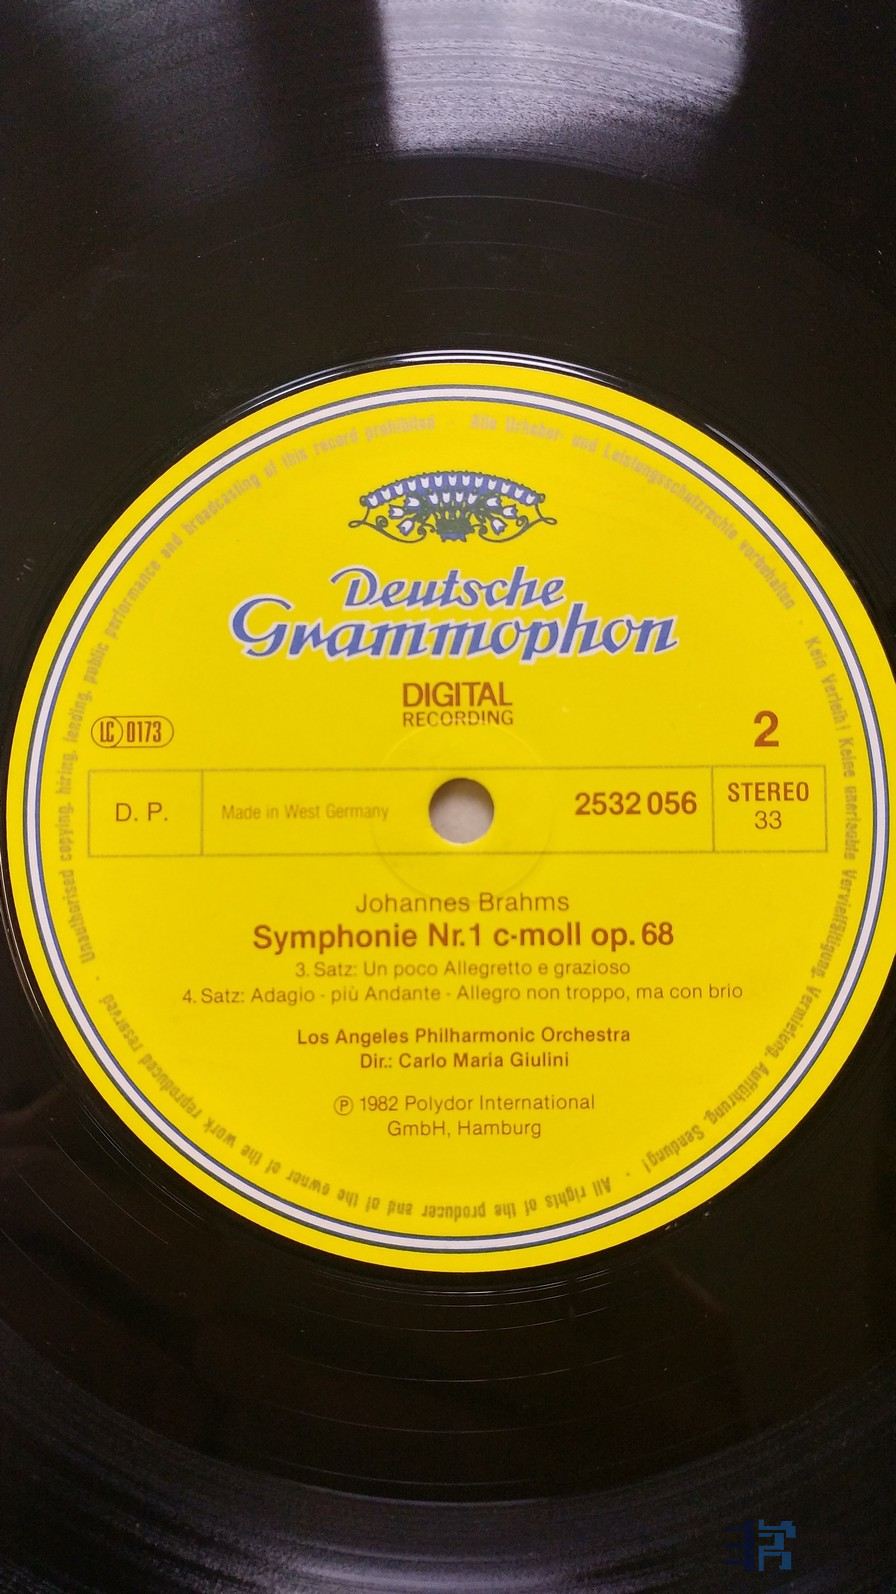 Alle Urheber- und Leistungsschutzrechte vorbehalten · Kein Verleih! Keine unerlaubte Vervielfältigung, Vermietung, Aufführung, Sendung! · All rights of the producer and of the owner of the work reproduced reserved · Unauthorised copying, hiring, lending, public performance and broadcasting of this record prohibited ·
Deutsche
Grammophon
DIGITAL
RECORDING
LC 0173
2
D. P.
Made in West Germany
2532 056
STEREO
33
Johannes Brahms
Symphonie Nr. 1 c-moll op. 68
3. Satz: Un poco Allegretto e grazioso
4. Satz: Adagio - più Andante - Allegro non troppo, ma con brio
Los Angeles Philharmonic Orchestra
Dir.: Carlo Maria Giulini
℗ 1982 Polydor International
GmbH, Hamburg